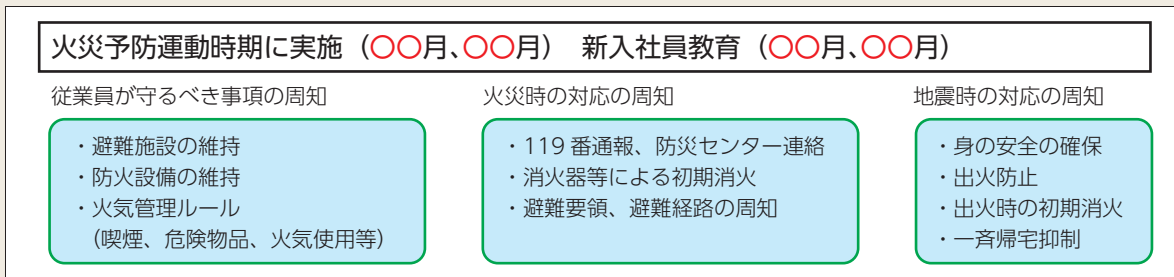 火災予防運動時期に実施（〇〇月、〇〇月）　新入社員教育（〇〇月、〇〇月）
従業員が守るべき事項の周知
・避難施設の維持
・防火設備の維持
・火気管理ルール
（喫煙、危険物品、火気使用等）
火災時の対応の周知
・119 番通報、防災センター連絡
・消火器等による初期消火
・避難要領、避難経路の周知
地震時の対応の周知
・身の安全の確保
・出火防止
・出火時の初期消火
・一斉帰宅抑制